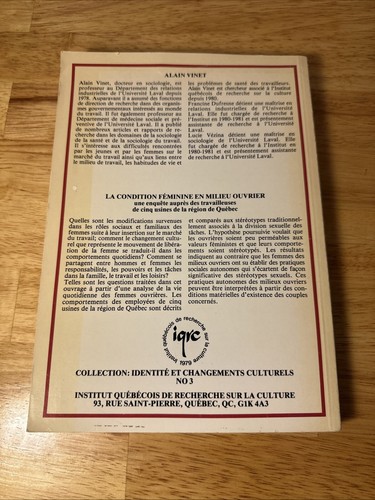 ALAIN VINET
Alain Vinet, docteur en sociologie, est
professeur au Département des relations
industrielles de l'Université Laval depuis
1978. Auparavant il a assumé des fonctions
de direction de recherche dans des organis-
mes gouvernementaux intéressés au monde
du travail. Il fut également professeur au
Département de médecine sociale et pré-
ventive de l'Université Laval. Il a publié
de nombreux articles et rapports de re-
cherche dans les domaines de la sociologie
de la santé et de la sociologie du travail.
Il s'intéresse aux difficultés rencontrées
par les jeunes et par les femmes sur le
marché du travail ainsi qu'aux liens entre
le milieu de travail, les habitudes de vie et
les problèmes de santé des travailleurs.
Alain Vinet est chercheur associé à l'Institut
québécois de recherche sur la culture
depuis 1980.
Francine Dufresne détient une maîtrise en
relations industrielles de l'Université
Laval. Elle fut chargée de recherche à
l'Institut en 1980-1981 et est présentement
assistante de recherche à l'Université
Laval.
Lucie Vézina détient une maîtrise en
sociologie de l'Université Laval. Elle
fut chargée de recherche à l'Institut en
1980-1981 et est présentement assistante
de recherche à l'Université Laval.
LA CONDITION FÉMININE EN MILIEU OUVRIER
une enquête auprès des travailleuses
de cinq usines de la région de Québec
Quelles sont les modifications survenues
dans les rôles sociaux et familiaux des
femmes suite à leur insertion sur le marché
du travail; comment le changement cultu-
rel que représente le mouvement de libéra-
tion de la femme se traduit-il dans les
comportements quotidiens? Comment se
partagent entre hommes et femmes les
responsabilités, les pouvoirs et les tâches
dans la famille, le travail et les loisirs?
Telles sont les questions traitées dans cet
ouvrage à partir d'une analyse de la vie
quotidienne des femmes ouvrières. Les
comportements des employées de cinq
usines de la région de Québec sont décrits
et comparés aux stéréotypes traditionnel-
lement associés à la division sexuelle des
tâches. L'hypothèse poursuivie voulait que
les ouvrières soient peu perméables aux
valeurs féministes et que leurs comporte-
ments soient stéréotypés. Les résultats
indiquent au contraire que les femmes des
milieux ouvriers ont su établir des pratiques
sociales autonomes qui s'écartent de façon
significative des stéréotypes sexuels. Ces
pratiques autonomes des milieux ouvriers
peuvent être interprétées à partir des con-
ditions matérielles d'existence des couples
concernés.
institut québécois de recherche sur la culture
iqrc
1979
COLLECTION: IDENTITÉ ET CHANGEMENTS CULTURELS
NO 3
INSTITUT QUÉBÉCOIS DE RECHERCHE SUR LA CULTURE
93, RUE SAINT-PIERRE, QUÉBEC, QC, G1K 4A3